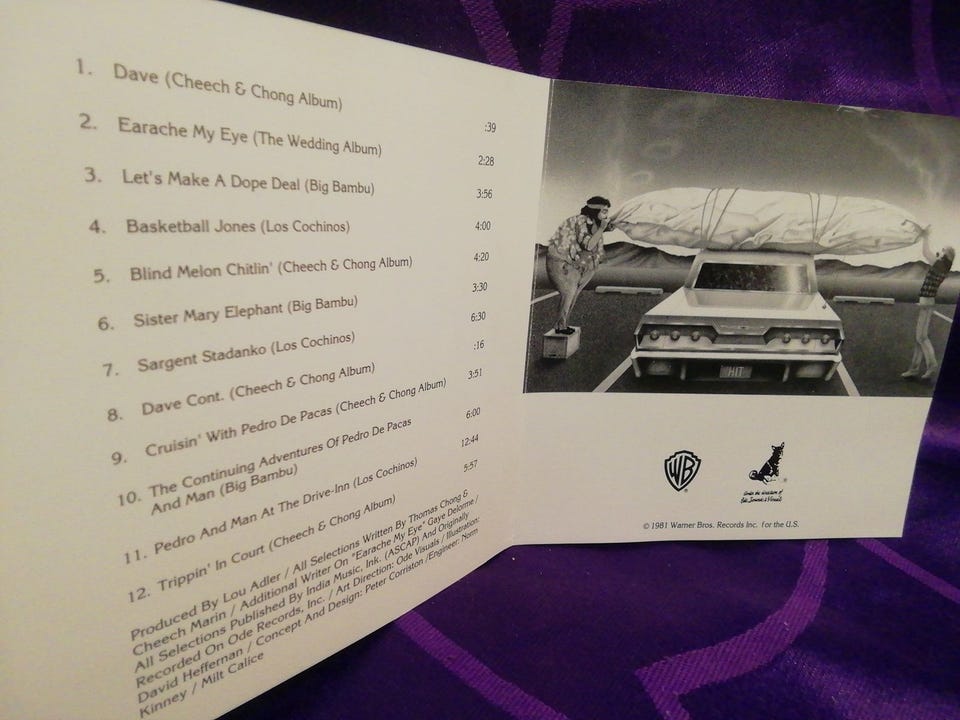 1. Dave (Cheech & Chong Album) :39
2. Earache My Eye (The Wedding Album) 2:28
3. Let's Make A Dope Deal (Big Bambu) 3:56
4. Basketball Jones (Los Cochinos) 4:00
5. Blind Melon Chitlin' (Cheech & Chong Album) 4:20
6. Sister Mary Elephant (Big Bambu) 3:30
7. Sargent Stadanko (Los Cochinos) 6:30
8. Dave Cont. (Cheech & Chong Album) :16
9. Cruisin' With Pedro De Pacas (Cheech & Chong Album) 3:51
10. The Continuing Adventures Of Pedro De Pacas
And Man (Big Bambu) 6:00
11. Pedro And Man At The Drive-Inn (Los Cochinos) 12:44
12. Trippin' In Court (Cheech & Chong Album) 5:57
Produced By Lou Adler / All Selections Written By Thomas Chong &
Cheech Marin / Additional Writer On "Earache My Eye" Gaye Delorme /
All Selections Published By India Music, Ink. (ASCAP) And Originally
Recorded On Ode Records, Inc. / Art Direction: Ode Visuals / Illustration:
David Heffernan / Concept And Design: Peter Corriston /Engineer: Norm
Kinney / Milt Calice
HIT
WB
®
Under the direction of
Ode Sounds & Visuals
© 1981 Warner Bros. Records Inc. for the U.S.